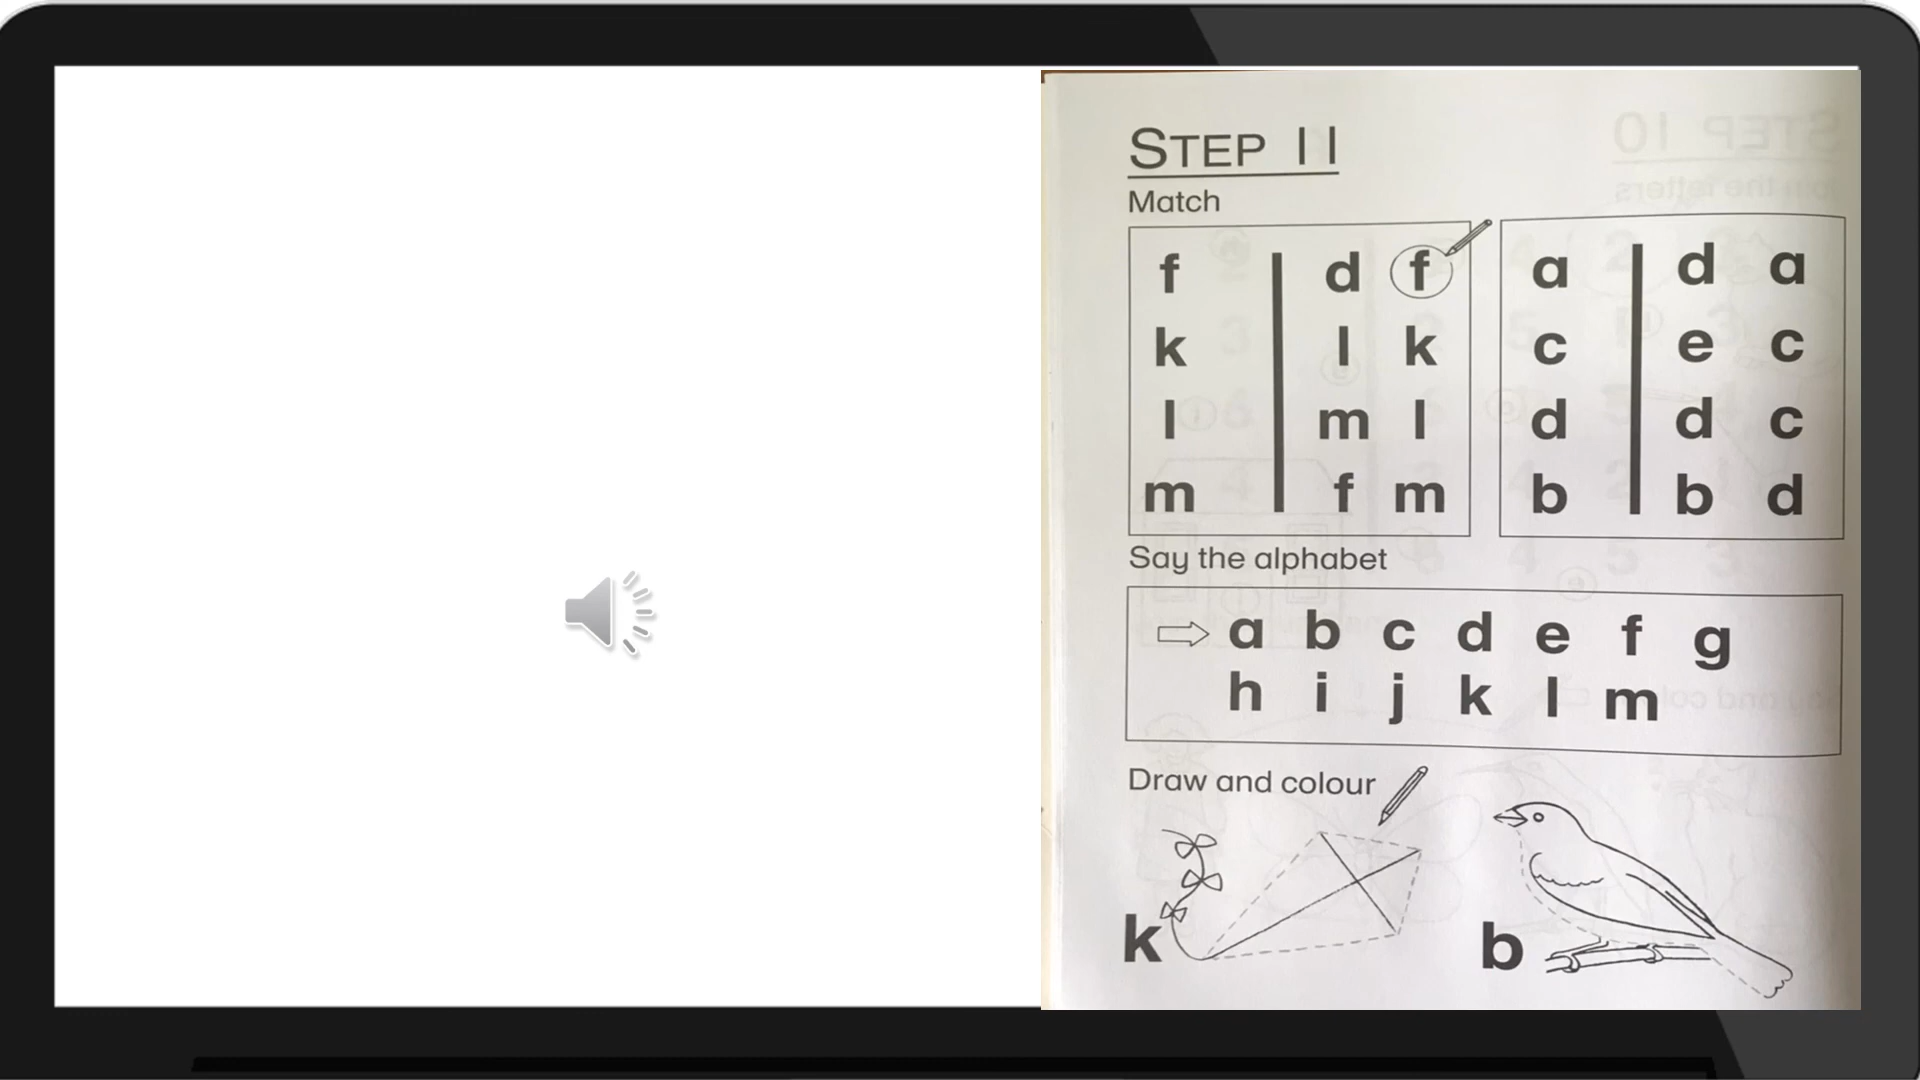 STEP 11
Match
f d f
k l k
l m l
m f m
a d a
c e c
d d c
b b d
Say the alphabet
a b c d e f g
h i j k l m
Draw and colour
k b